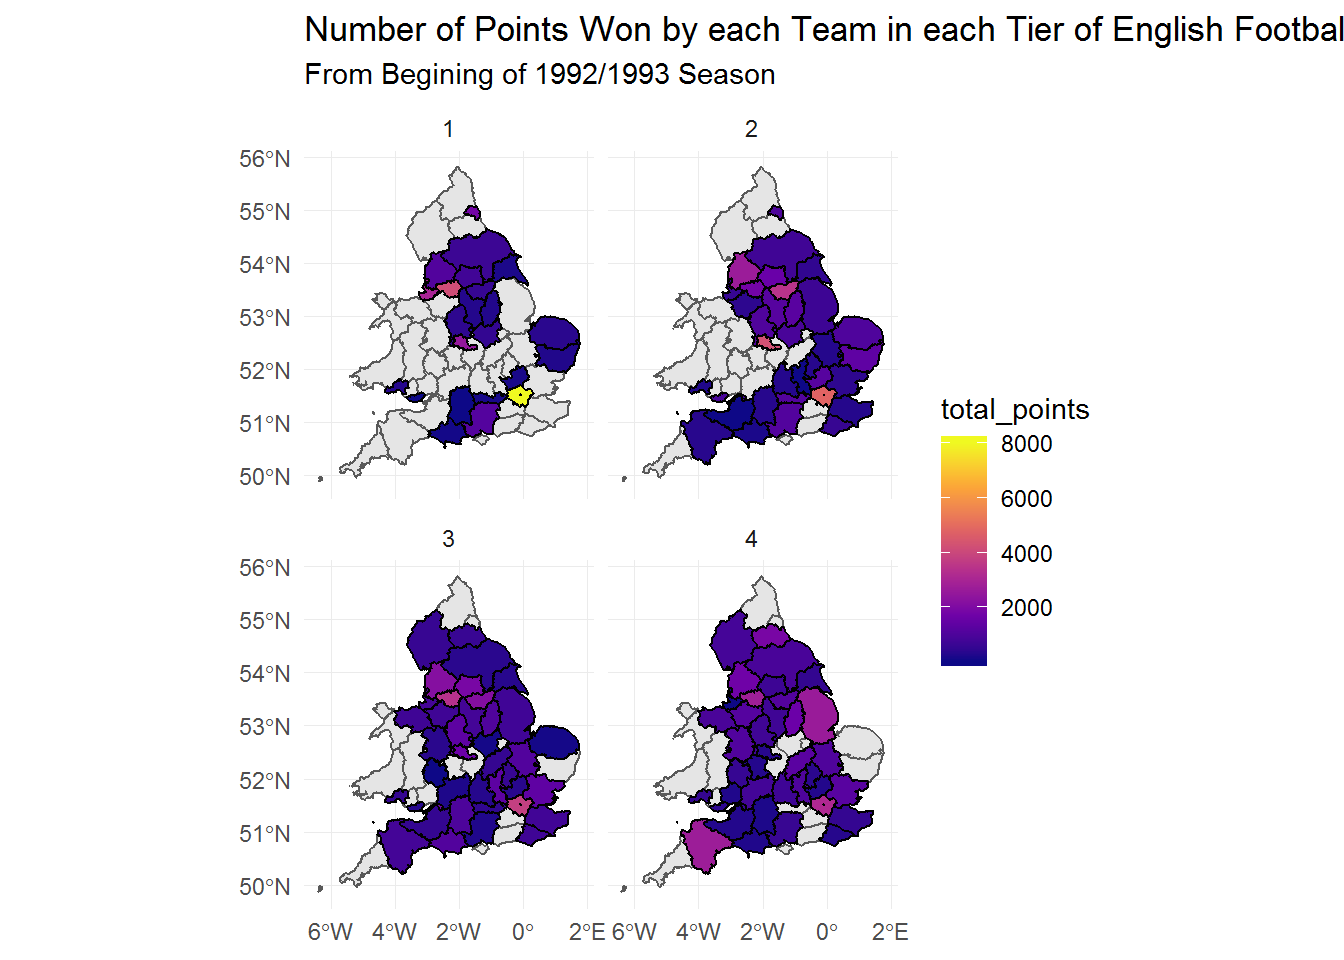 Number of Points Won by each Team in each Tier of English Footbal
From Begining of 1992/1993 Season
1
2
56°N
55°N
54°N
53°N
52°N
51°N
50°N
total_points
8000
6000
4000
2000
3
4
56°N
55°N
54°N
53°N
52°N
51°N
50°N
6°W 4°W 2°W 0° 2°E 6°W 4°W 2°W 0° 2°E